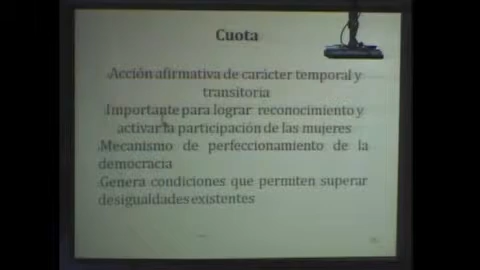 Cuota
Acción afirmativa de carácter temporal y
transitoria
Importante para lograr reconocimiento y
activar la participación de las mujeres
Mecanismo de perfeccionamiento de la
democracia
Genera condiciones que permiten superar
desigualdades existentes